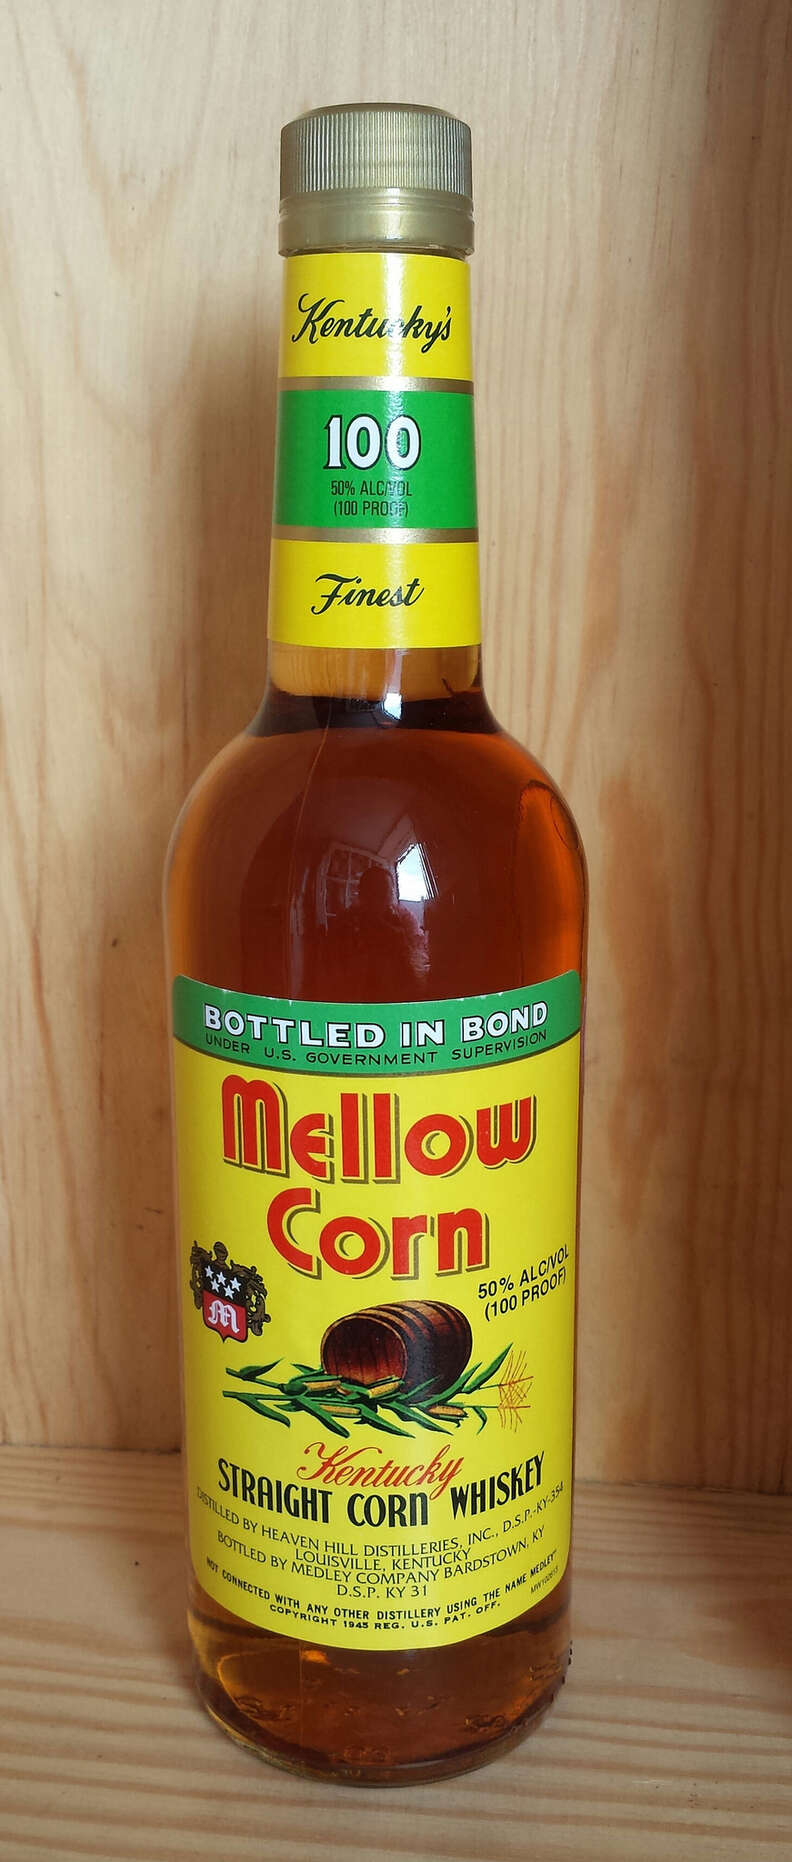 Kentucky's
100
50% ALC/VOL
(100 PROOF)
Finest
BOTTLED IN BOND
UNDER U.S. GOVERNMENT SUPERVISION
Mellow
Corn
M
50% ALC/VOL
(100 PROOF)
Kentucky
STRAIGHT CORN WHISKEY
DISTILLED BY HEAVEN HILL DISTILLERIES, INC., D.S.P.-KY-354
LOUISVILLE, KENTUCKY
BOTTLED BY MEDLEY COMPANY BARDSTOWN, KY
D.S.P. KY 31
NOT CONNECTED WITH ANY OTHER DISTILLERY USING THE NAME MEDLEY"
COPYRIGHT 1945 REG. U.S. PAT. OFF.